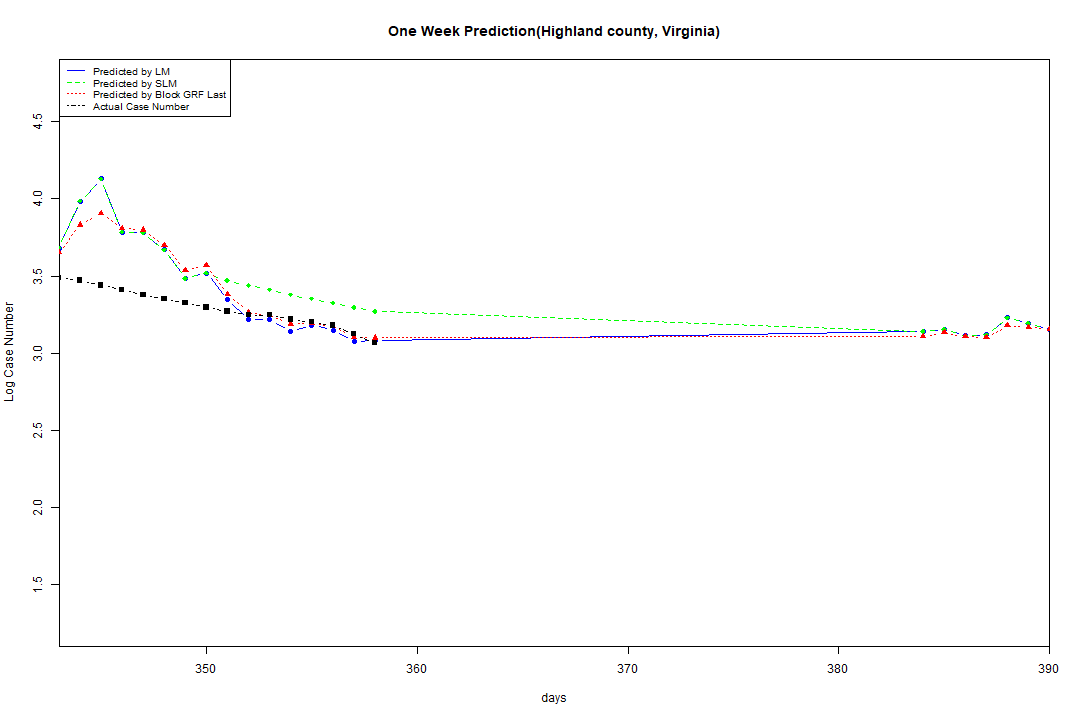 One Week Prediction(Highland county, Virginia)
Predicted by LM
Predicted by SLM
Predicted by Block GRF Last
Actual Case Number
4.5
4.0
3.5
3.0
2.5
2.0
1.5
Log Case Number
350 360 370 380 390
days